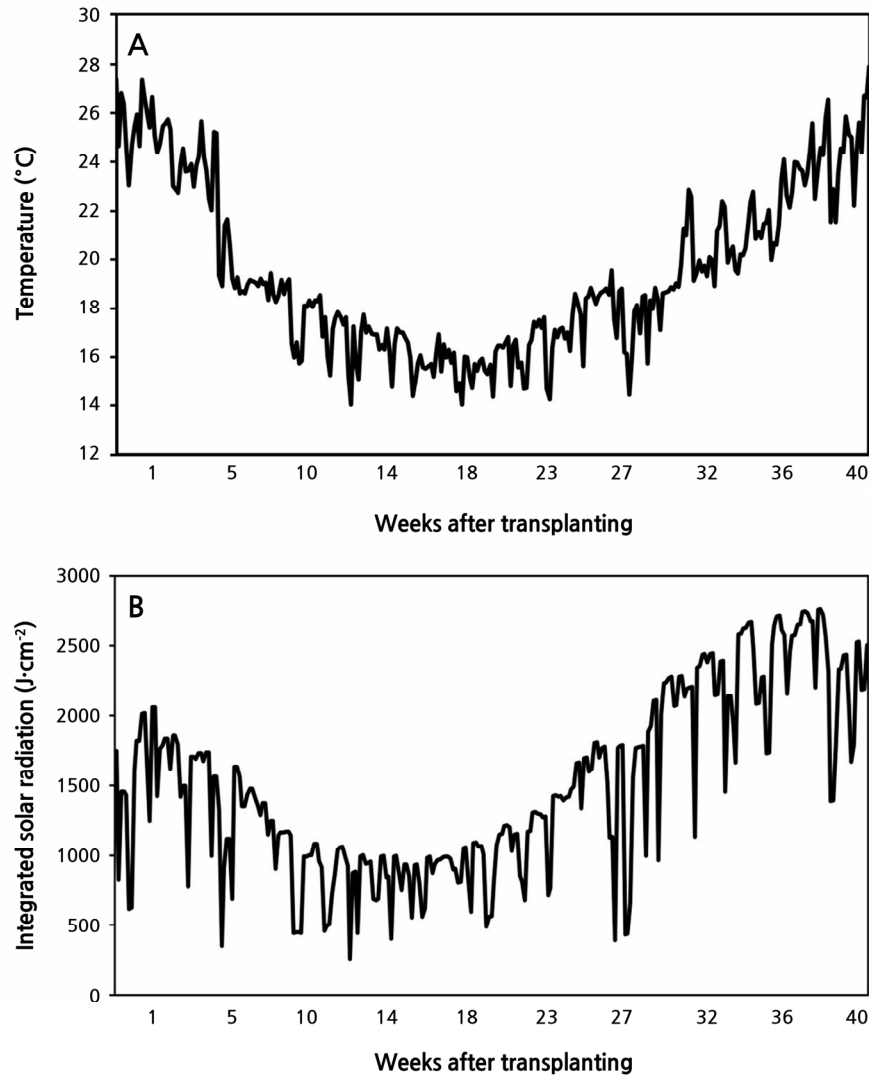 A
30
28
26
24
22
20
18
16
14
12
Temperature (°C)
1 5 10 14 18 23 27 32 36 40
Weeks after transplanting
B
3000
2500
2000
1500
1000
500
0
Integrated solar radiation (J·cm⁻²)
1 5 10 14 18 23 27 32 36 40
Weeks after transplanting